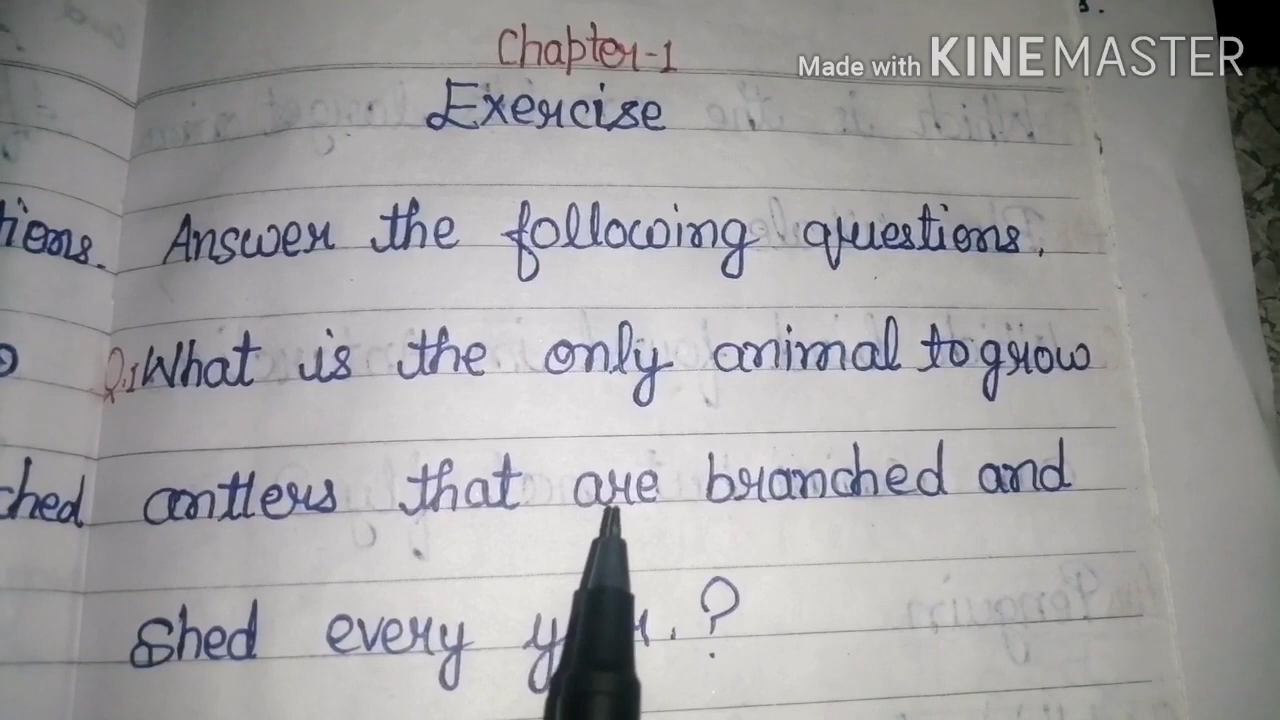 Chapter-1
Made with KINEMASTER
Exercise
Answer the following questions.
Q.1 What is the only animal to grow
antlers that are branched and
shed every ?